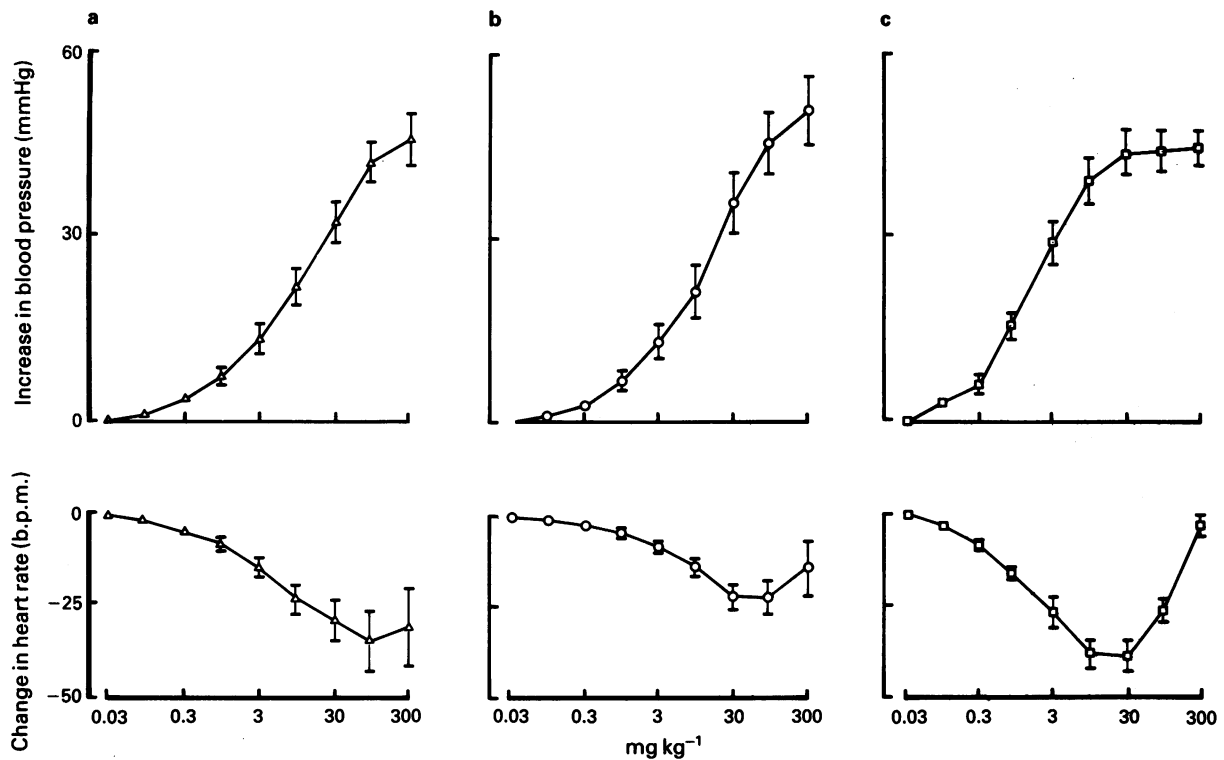 a
b
c
Increase in blood pressure (mmHg)
60
30
0
Change in heart rate (b.p.m.)
0
−25
−50
0.03 0.3 3 30 300
0.03 0.3 3 30 300
0.03 0.3 3 30 300
mg kg⁻¹